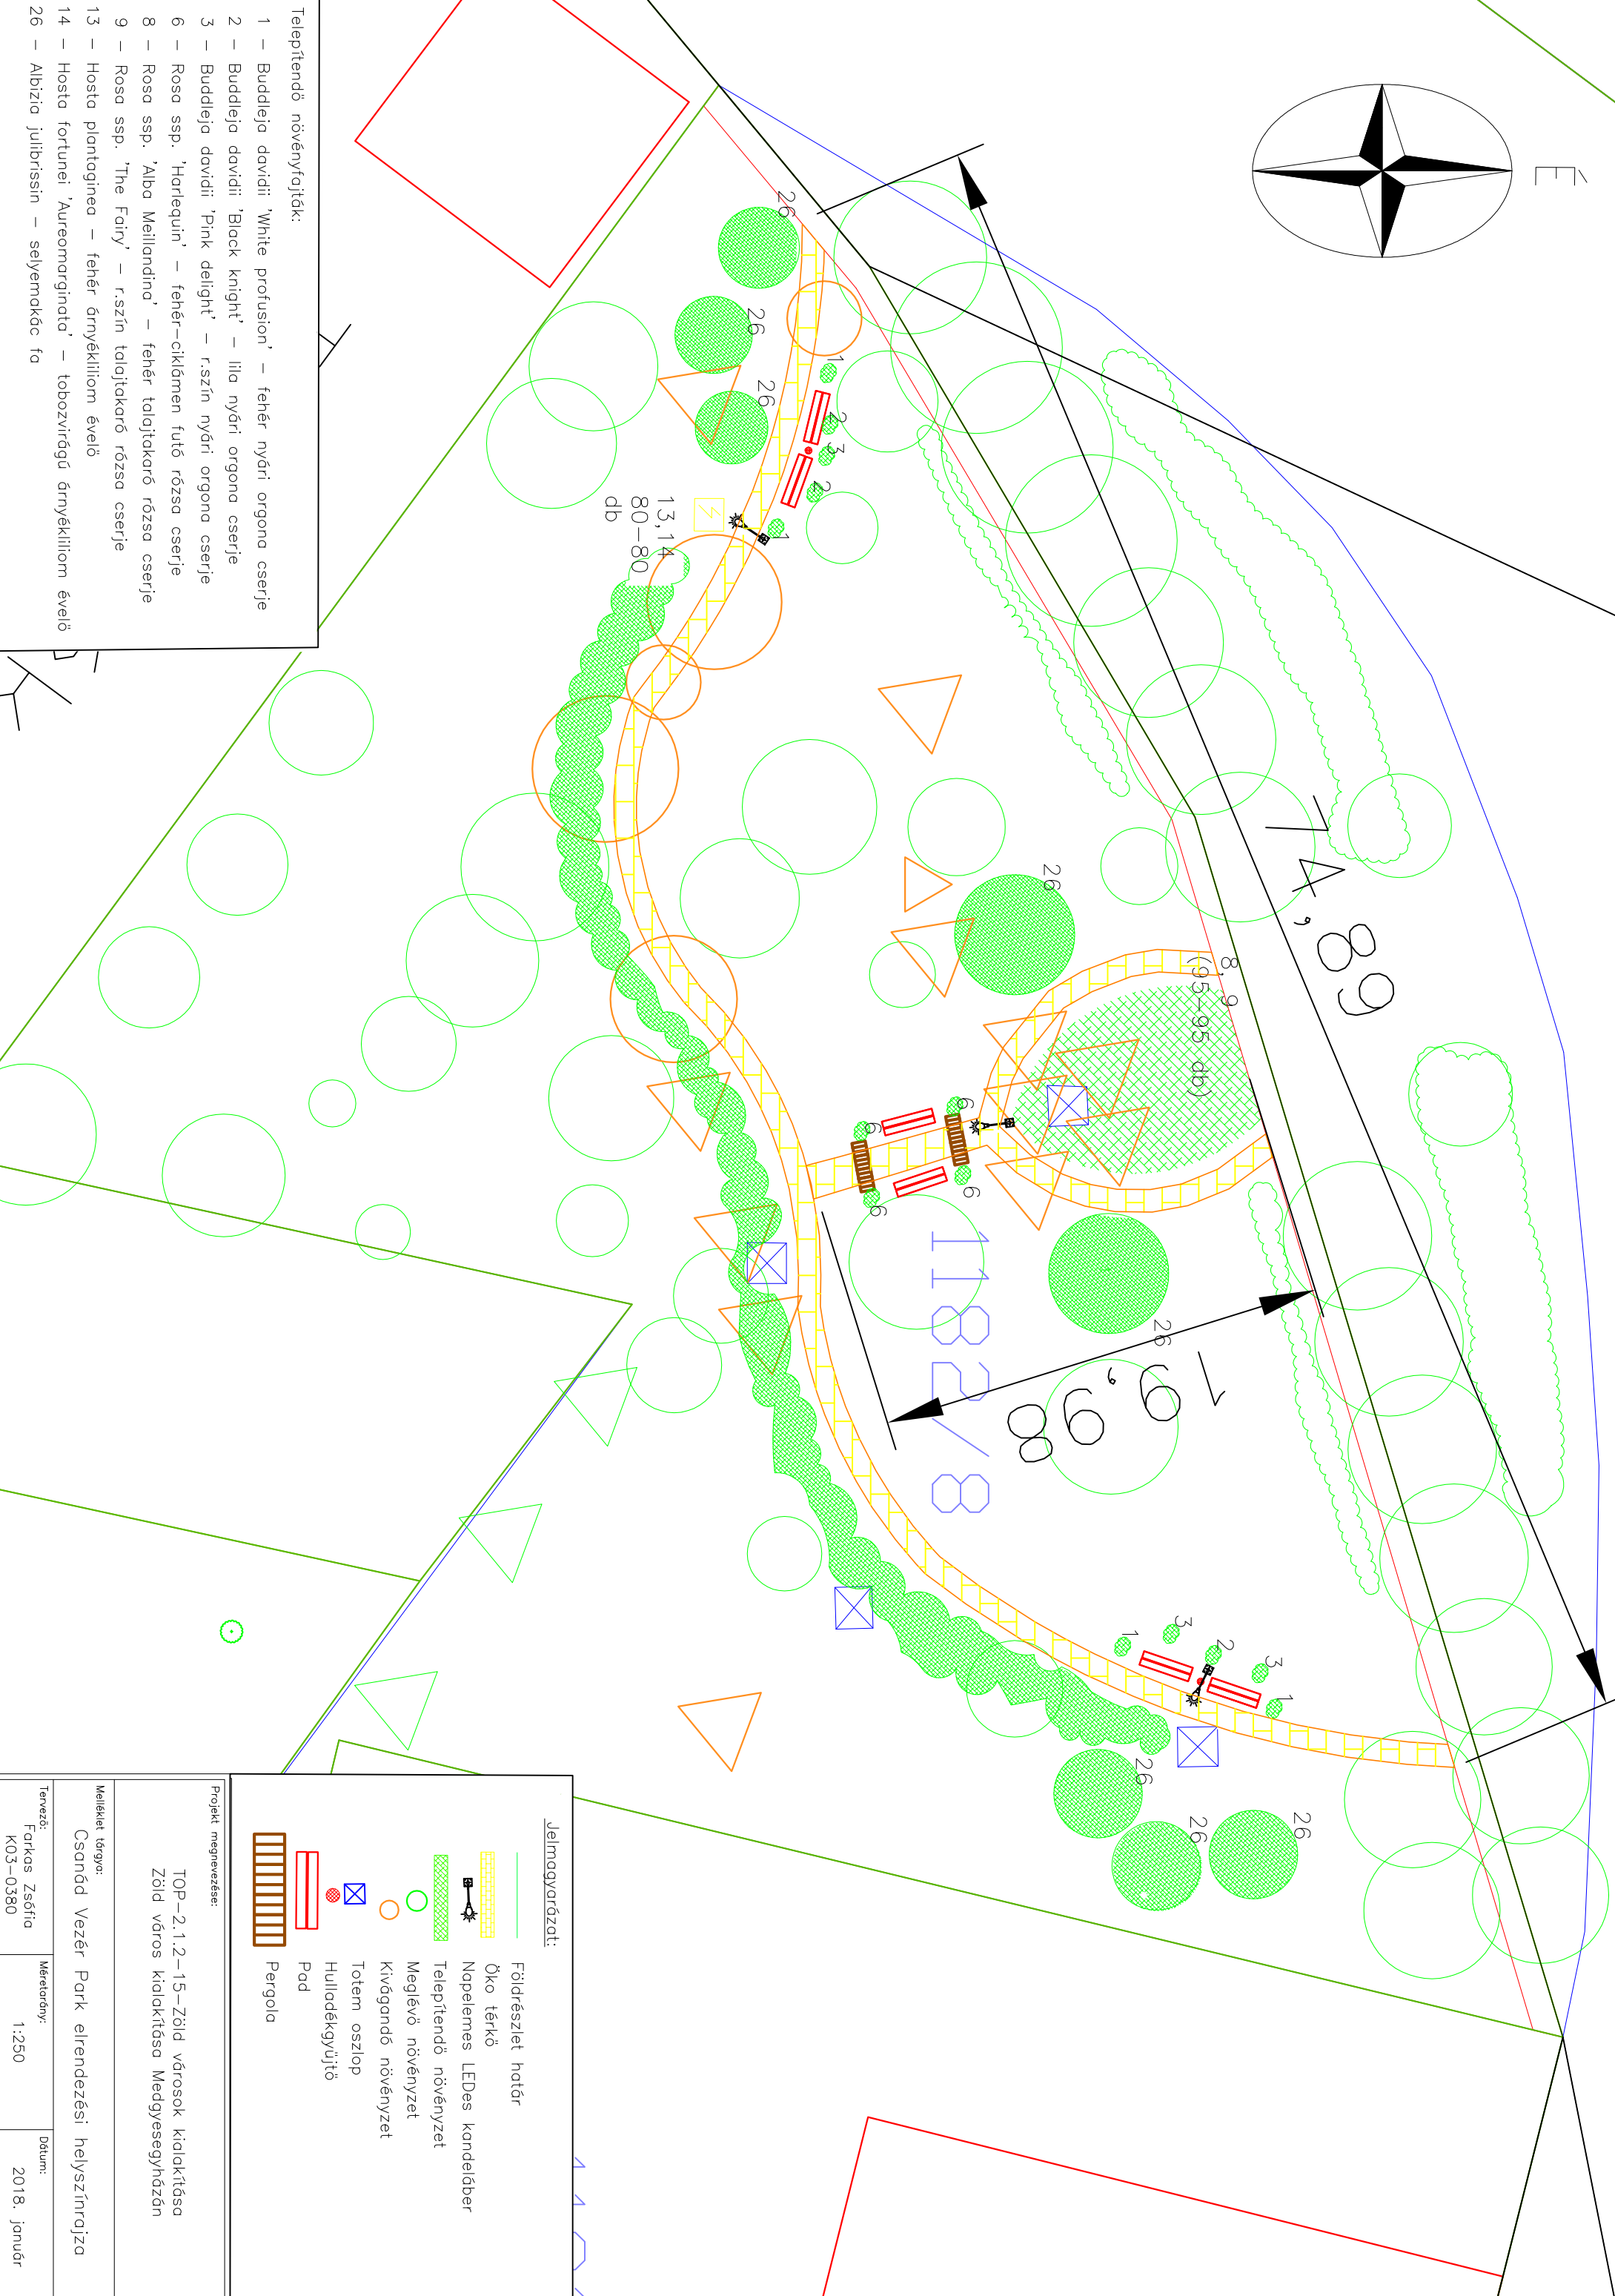 É
Telepítendő növényfajták:
1 - Buddleja davidii 'White profusion' - fehér nyári orgona cserje
2 - Buddleja davidii 'Black knight' - lila nyári orgona cserje
3 - Buddleja davidii 'Pink delight' - r.szín nyári orgona cserje
6 - Rosa ssp. 'Harlequin' - fehér-ciklámen futó rózsa cserje
8 - Rosa ssp. 'Alba Meillandina' - fehér talajtakaró rózsa cserje
9 - Rosa ssp. 'The Fairy' - r.szín talajtakaró rózsa cserje
13 - Hosta plantaginea - fehér árnyékliliom évelő
14 - Hosta fortunei 'Aureomarginata' - tobozvirágú árnyékliliom évelő
26 - Albizia julibrissin - selyemakác fa
26
26
26
1
2
3
2
1
13,14
80-80
db
26
8, 9
(95-95 db)
74,89
6
6
6
6
1182/8
19,98
26
1
3
2
3
1
26
26
26
Jelmagyarázat:
Földrészlet határ
Öko térkő
Napelemes LEDes kandeláber
Telepítendő növényzet
Meglévő növényzet
Kivágandó növényzet
Totem oszlop
Hulladékgyűjtő
Pad
Pergola
Projekt megnevezése:
TOP-2.1.2-15-Zöld városok kialakítása
Zöld város kialakítása Medgyesegyházán
Melléklet tárgya:
Csanád Vezér Park elrendezési helyszínrajza
Tervező:
Farkas Zsófia
K03-0380
Méretarány:
1:250
Dátum:
2018. január